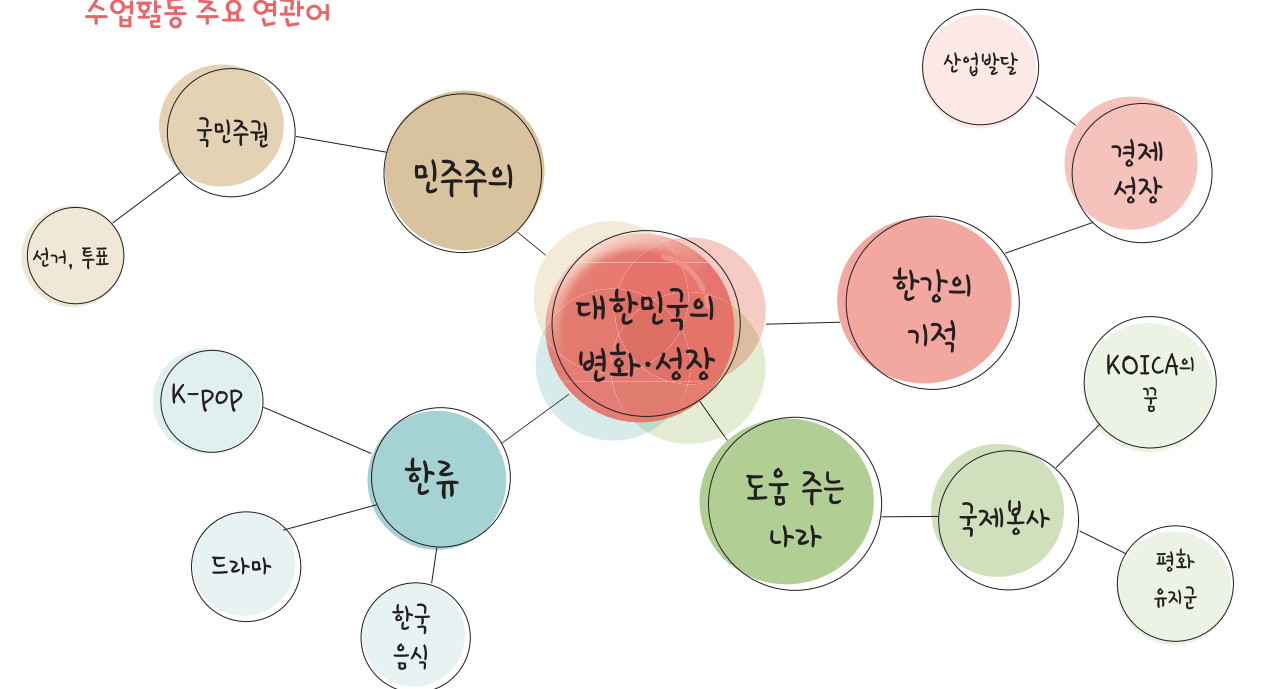 수업활동 주요 연관어
산업발달
국민주권
민주주의
경제
성장
선거, 투표
한강의
기적
대한민국의
변화·성장
KOICA의
꿈
K-pop
한류
도움 주는
나라
국제봉사
드라마
평화
유지군
한국
음식